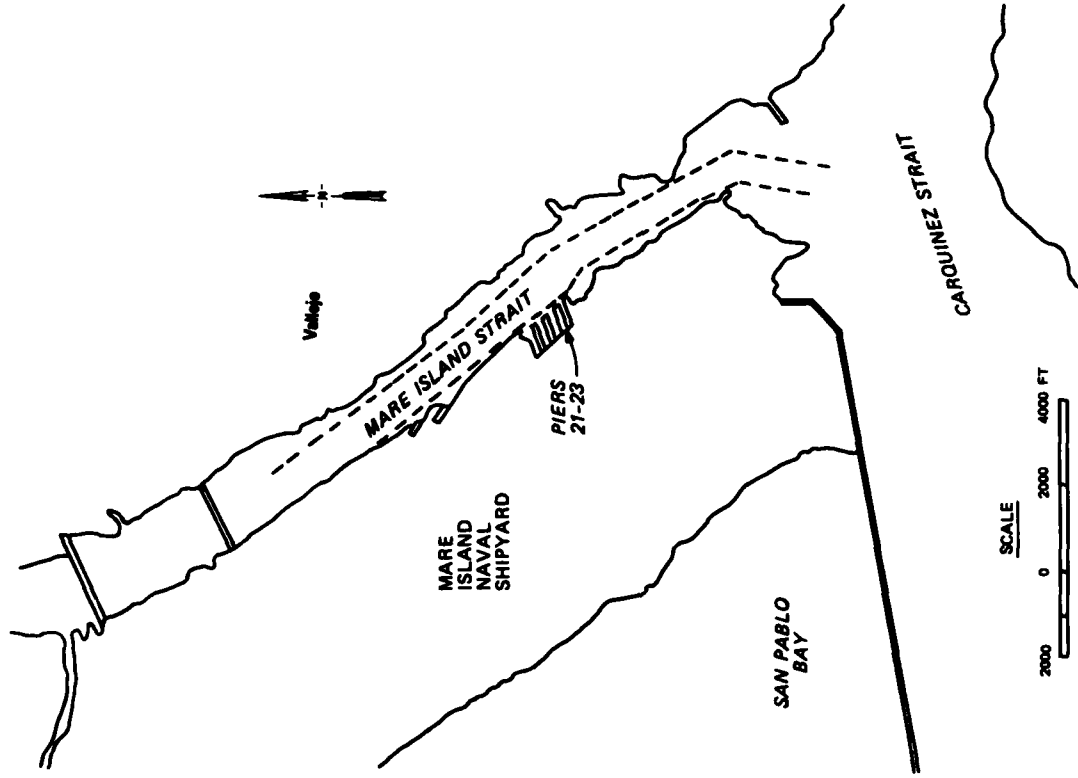 N
Vallejo
MARE ISLAND STRAIT
PIERS
21-23
MARE
ISLAND
NAVAL
SHIPYARD
CARQUINEZ STRAIT
SAN PABLO
BAY
SCALE
2000 0 2000 4000 FT